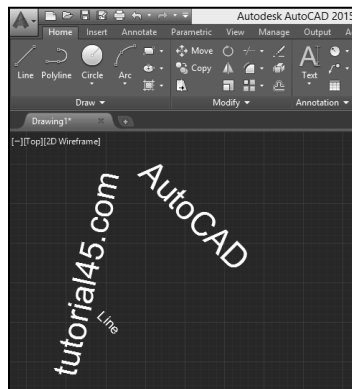 Autodesk AutoCAD 2015
Home Insert Annotate Parametric View Manage Output
Line Polyline Circle Arc Move Copy Text
Draw Modify Annotation
Drawing1*
[−][Top][2D Wireframe]
AutoCAD
tutorial45.com
Line